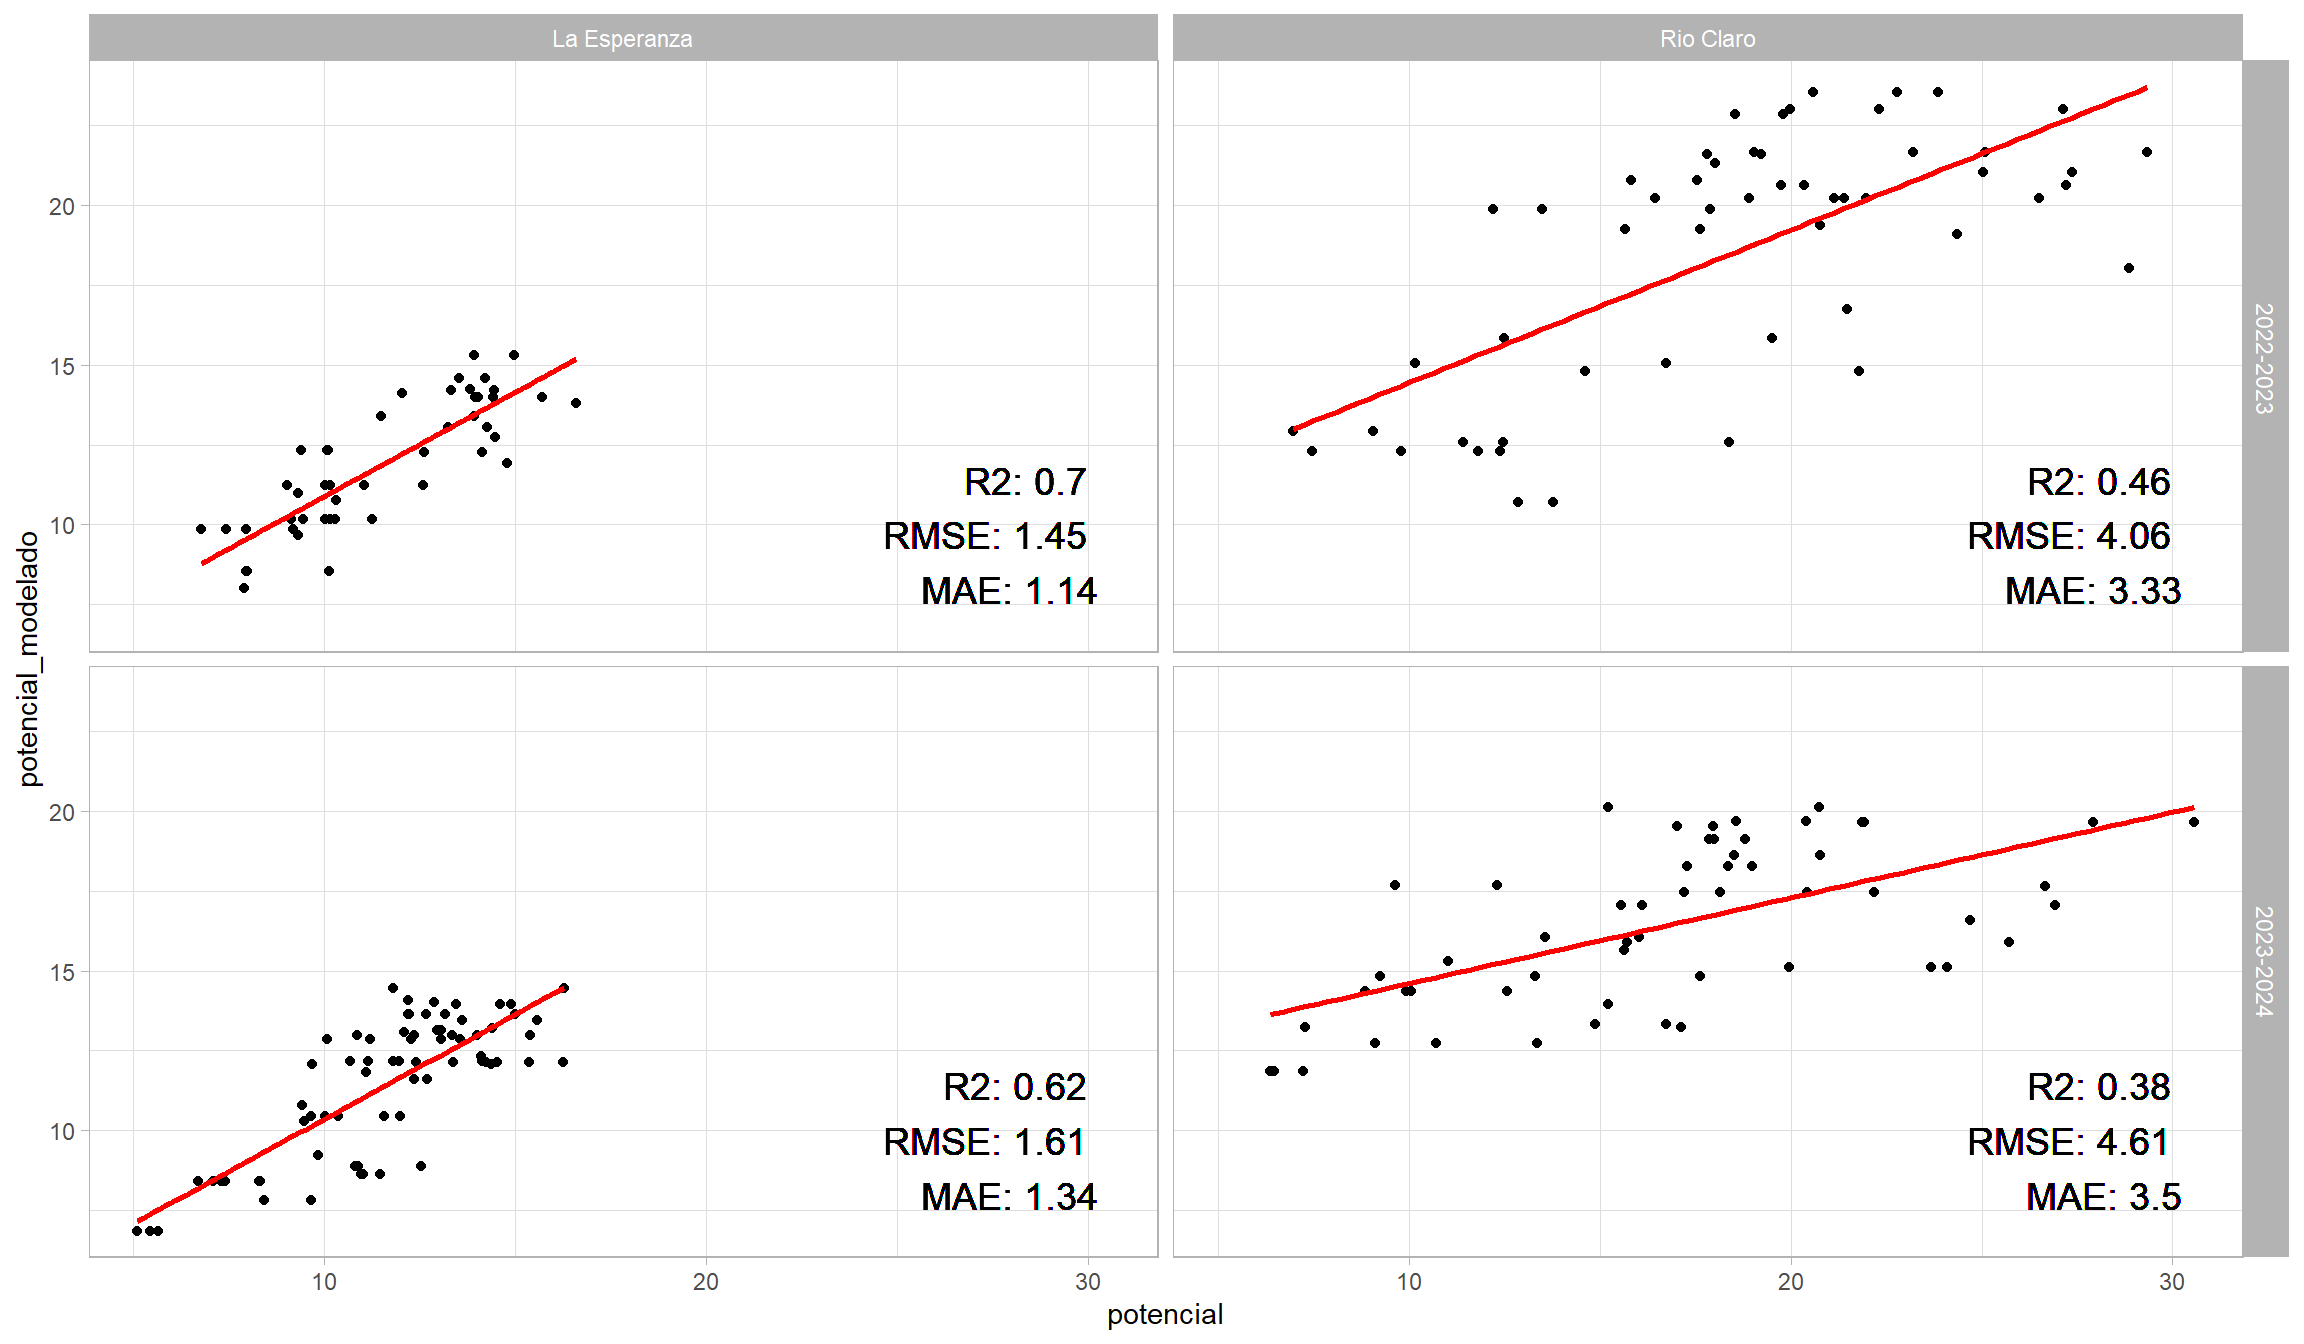 La Esperanza
Rio Claro
2022-2023
20
15
10
R2: 0.7
RMSE: 1.45
MAE: 1.14
R2: 0.46
RMSE: 4.06
MAE: 3.33
potencial_modelado
2023-2024
20
15
10
R2: 0.62
RMSE: 1.61
MAE: 1.34
R2: 0.38
RMSE: 4.61
MAE: 3.5
10 20 30
10 20 30
potencial